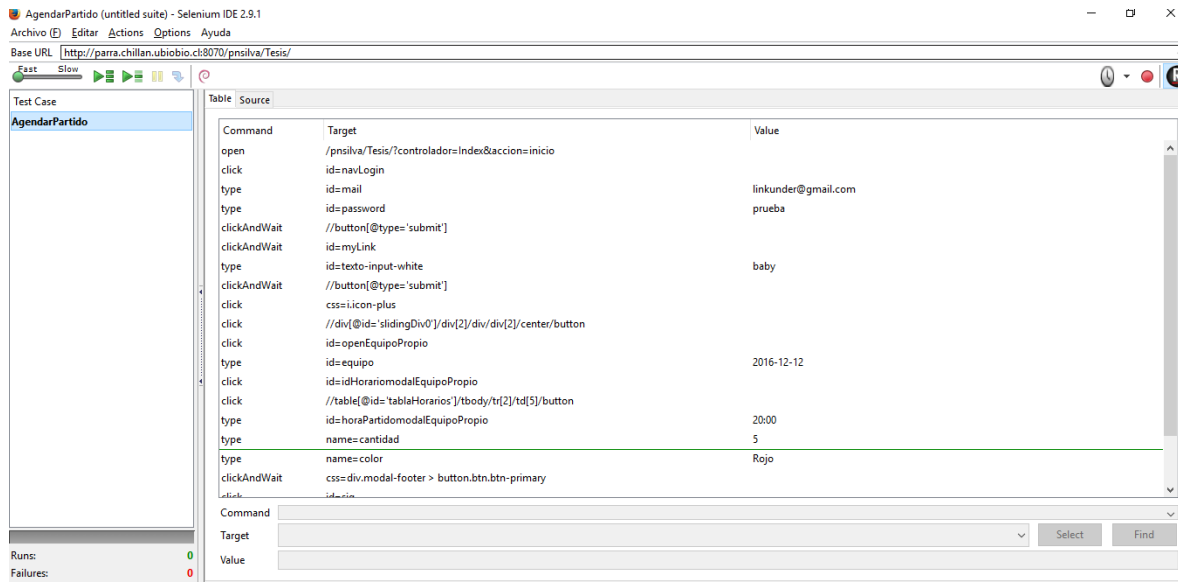 AgendarPartido (untitled suite) - Selenium IDE 2.9.1
Archivo (F) Editar Actions Options Ayuda
Base URL http://parra.chillan.ubiobio.cl:8070/pnsilva/Tesis/
Fast Slow
Test Case
AgendarPartido
Table Source
Command Target Value
open /pnsilva/Tesis/?controlador=Index&accion=inicio
click id=navLogin
type id=mail linkunder@gmail.com
type id=password prueba
clickAndWait //button[@type='submit']
clickAndWait id=myLink
type id=texto-input-white baby
clickAndWait //button[@type='submit']
click css=i.icon-plus
click //div[@id='slidingDiv0']/div[2]/div/div[2]/center/button
click id=openEquipoPropio
type id=equipo 2016-12-12
click id=idHorariomodalEquipoPropio
click //table[@id='tablaHorarios']/tbody/tr[2]/td[5]/button
type id=horaPartidomodalEquipoPropio 20:00
type name=cantidad 5
type name=color Rojo
clickAndWait css=div.modal-footer > button.btn.btn-primary
click id=sig
Command
Target Select Find
Value
Runs: 0
Failures: 0